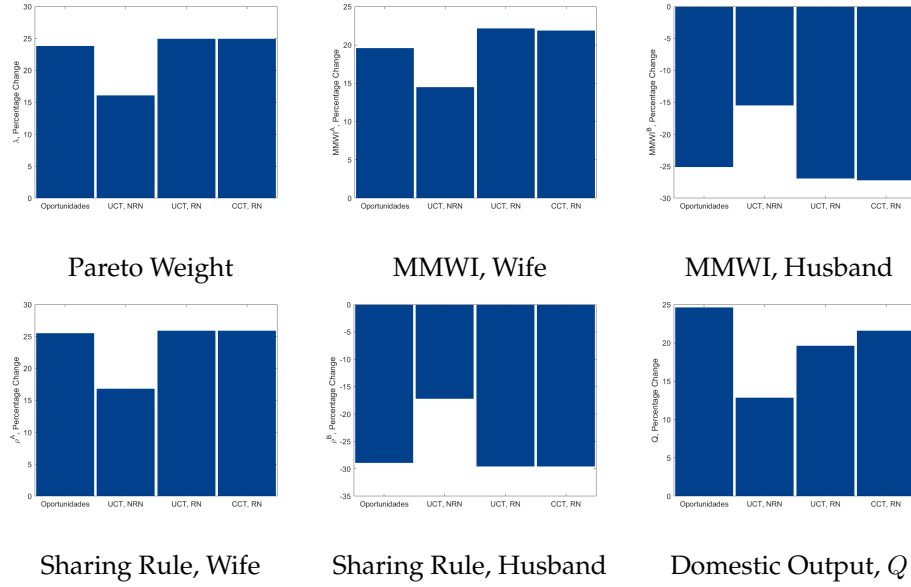 30
25
20
15
10
5
0
λ, Percentage Change
Oportunidades UCT, NRN UCT, RN CCT, RN
Pareto Weight
25
20
15
10
5
0
MMWI^A, Percentage Change
Oportunidades UCT, NRN UCT, RN CCT, RN
MMWI, Wife
0
-5
-10
-15
-20
-25
-30
MMWI^B, Percentage Change
Oportunidades UCT, NRN UCT, RN CCT, RN
MMWI, Husband
30
25
20
15
10
5
0
ρ^A, Percentage Change
Oportunidades UCT, NRN UCT, RN CCT, RN
Sharing Rule, Wife
0
-5
-10
-15
-20
-25
-30
-35
ρ^B, Percentage Change
Oportunidades UCT, NRN UCT, RN CCT, RN
Sharing Rule, Husband
25
20
15
10
5
0
Q, Percentage Change
Oportunidades UCT, NRN UCT, RN CCT, RN
Domestic Output, Q